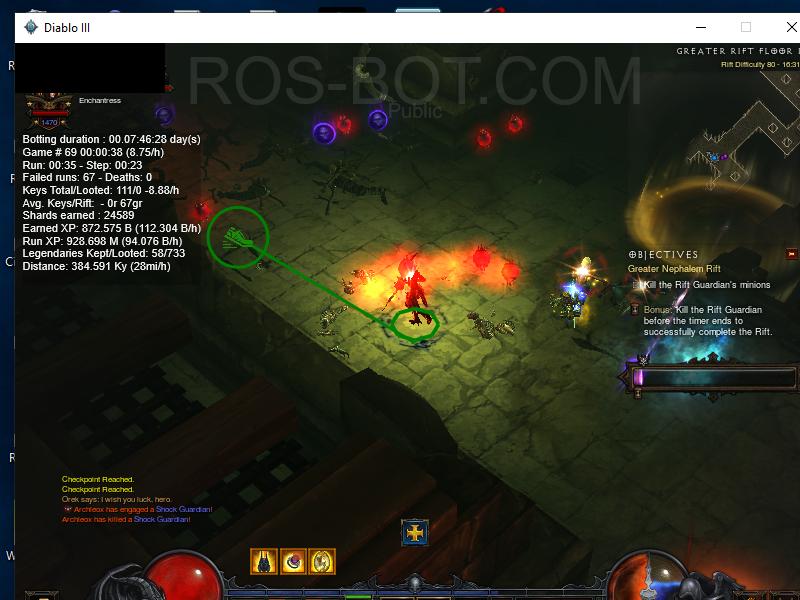 Diablo III
ROS-BOT.COM
Public
GREATER RIFT FLOOR
Rift Difficulty 80 - 16:31
Enchantress
1470
Botting duration : 00.07:46:28 day(s)
Game # 69 00:00:38 (8.75/h)
Run: 00:35 - Step: 00:23
Failed runs: 67 - Deaths: 0
Keys Total/Looted: 111/0 -8.88/h
Avg. Keys/Rift: - 0r 67gr
Shards earned : 24589
Earned XP: 872.575 B (112.304 B/h)
Run XP: 928.698 M (94.076 B/h)
Legendaries Kept/Looted: 58/733
Distance: 384.591 Ky (28mi/h)
OBJECTIVES
Greater Nephalem Rift
Kill the Rift Guardian's minions
Bonus: Kill the Rift Guardian
before the timer ends to
successfully complete the Rift.
Checkpoint Reached.
Checkpoint Reached.
Orek says: I wish you luck, hero.
Archleox has engaged a Shock Guardian!
Archleox has killed a Shock Guardian!